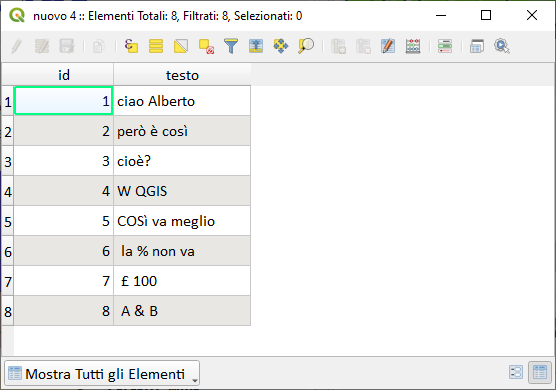 nuovo 4 :: Elementi Totali: 8, Filtrati: 8, Selezionati: 0
id testo
1 1 ciao Alberto
2 2 però è così
3 3 cioè?
4 4 W QGIS
5 5 COSì va meglio
6 6 la % non va
7 7 £ 100
8 8 A & B
Mostra Tutti gli Elementi